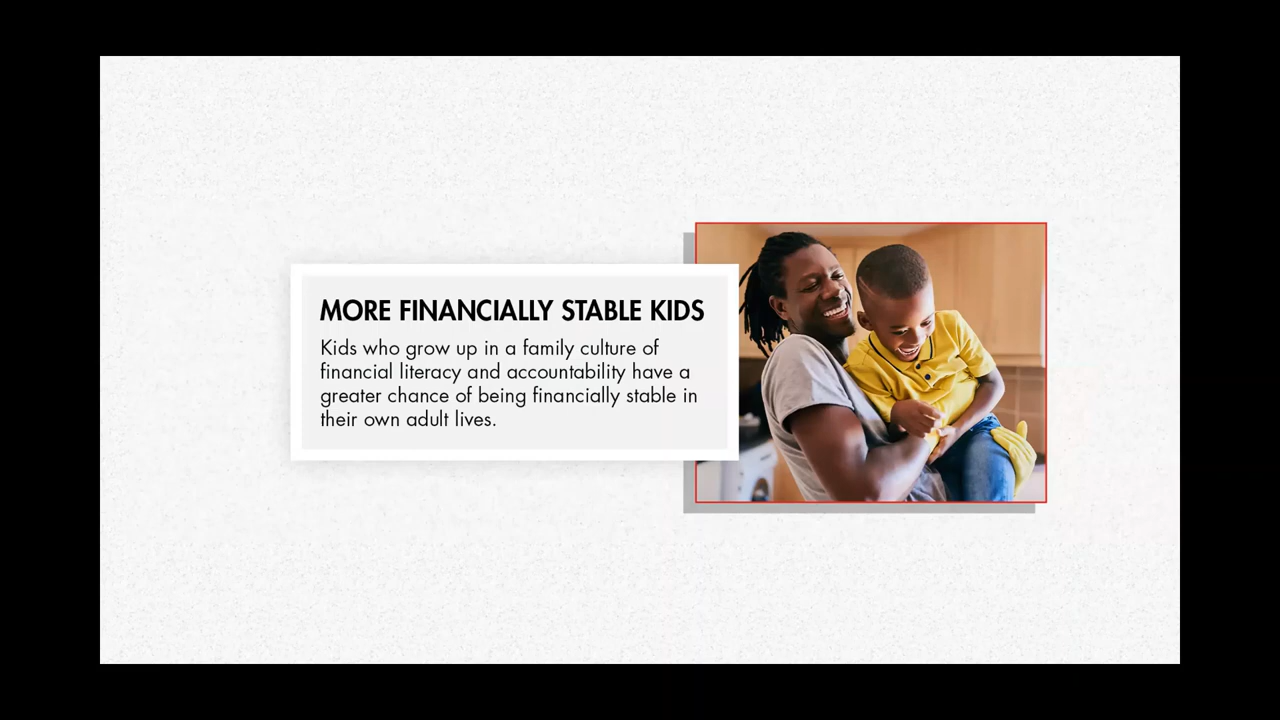 MORE FINANCIALLY STABLE KIDS
Kids who grow up in a family culture of
financial literacy and accountability have a
greater chance of being financially stable in
their own adult lives.